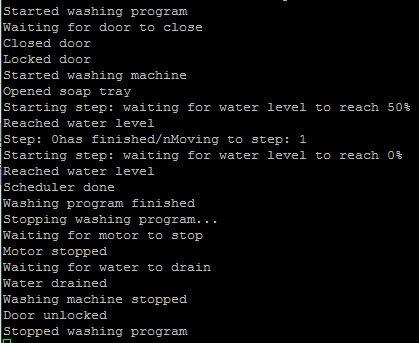 Started washing program
Waiting for door to close
Closed door
Locked door
Started washing machine
Opened soap tray
Starting step: waiting for water level to reach 50%
Reached water level
Step: 0has finished/nMoving to step: 1
Starting step: waiting for water level to reach 0%
Reached water level
Scheduler done
Washing program finished
Stopping washing program...
Waiting for motor to stop
Motor stopped
Waiting for water to drain
Water drained
Washing machine stopped
Door unlocked
Stopped washing program